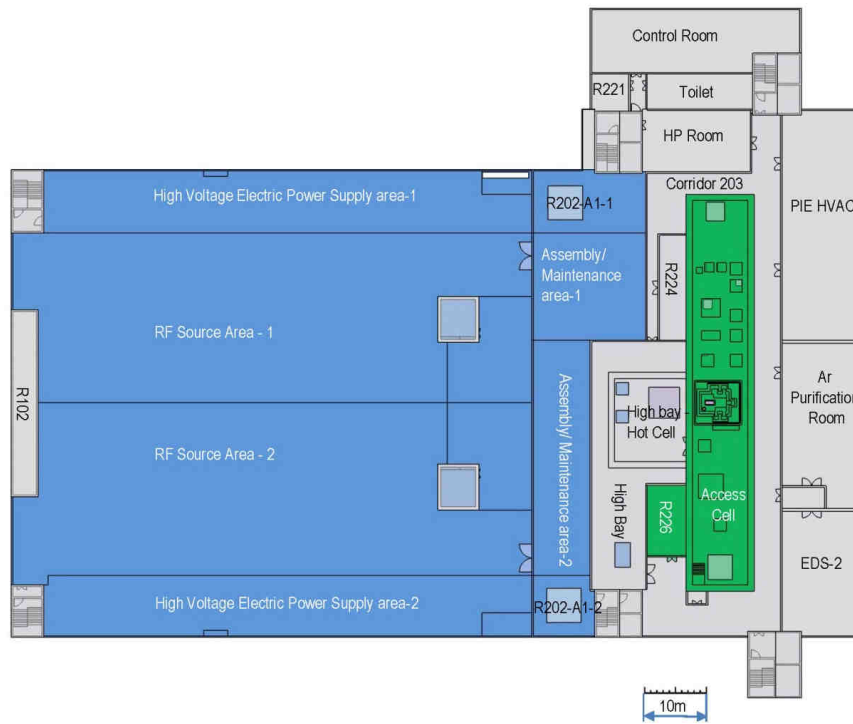 Control Room
R221
Toilet
HP Room
Corridor 203
High Voltage Electric Power Supply area-1
R202-A1-1
PIE HVAC
Assembly/
Maintenance
area-1
R224
RF Source Area - 1
R102
Ar
Purification
Room
High bay
Hot Cell
Assembly/ Maintenance area-2
RF Source Area - 2
High Bay
R226
Access
Cell
EDS-2
High Voltage Electric Power Supply area-2
R202-A1-2
10m